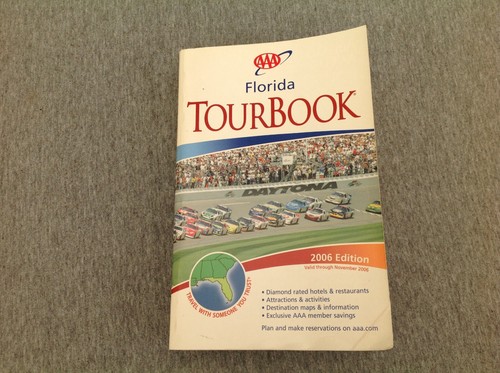 AAA
Florida
TOURBOOK
DAYTONA
2006 Edition
Valid through November 2006
• Diamond rated hotels & restaurants
• Attractions & activities
• Destination maps & information
• Exclusive AAA member savings
Plan and make reservations on aaa.com
TRAVEL WITH SOMEONE YOU TRUST®